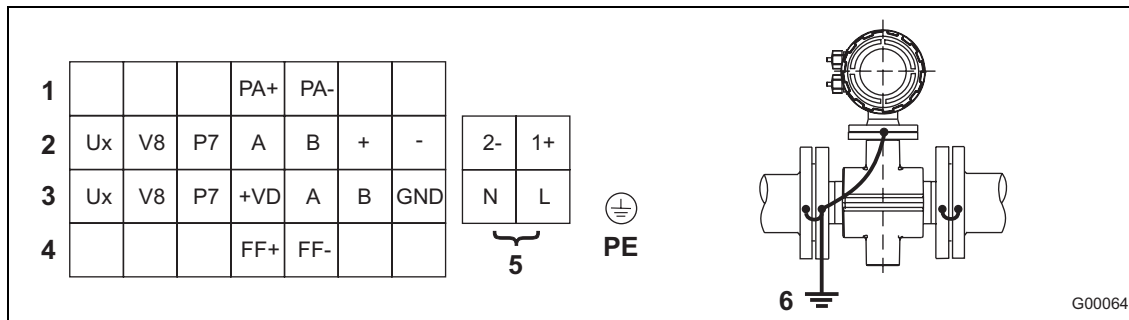 1 PA+ PA-
2 Ux V8 P7 A B + - 2- 1+
3 Ux V8 P7 +VD A B GND N L
4 FF+ FF-
5
PE
6
G00064